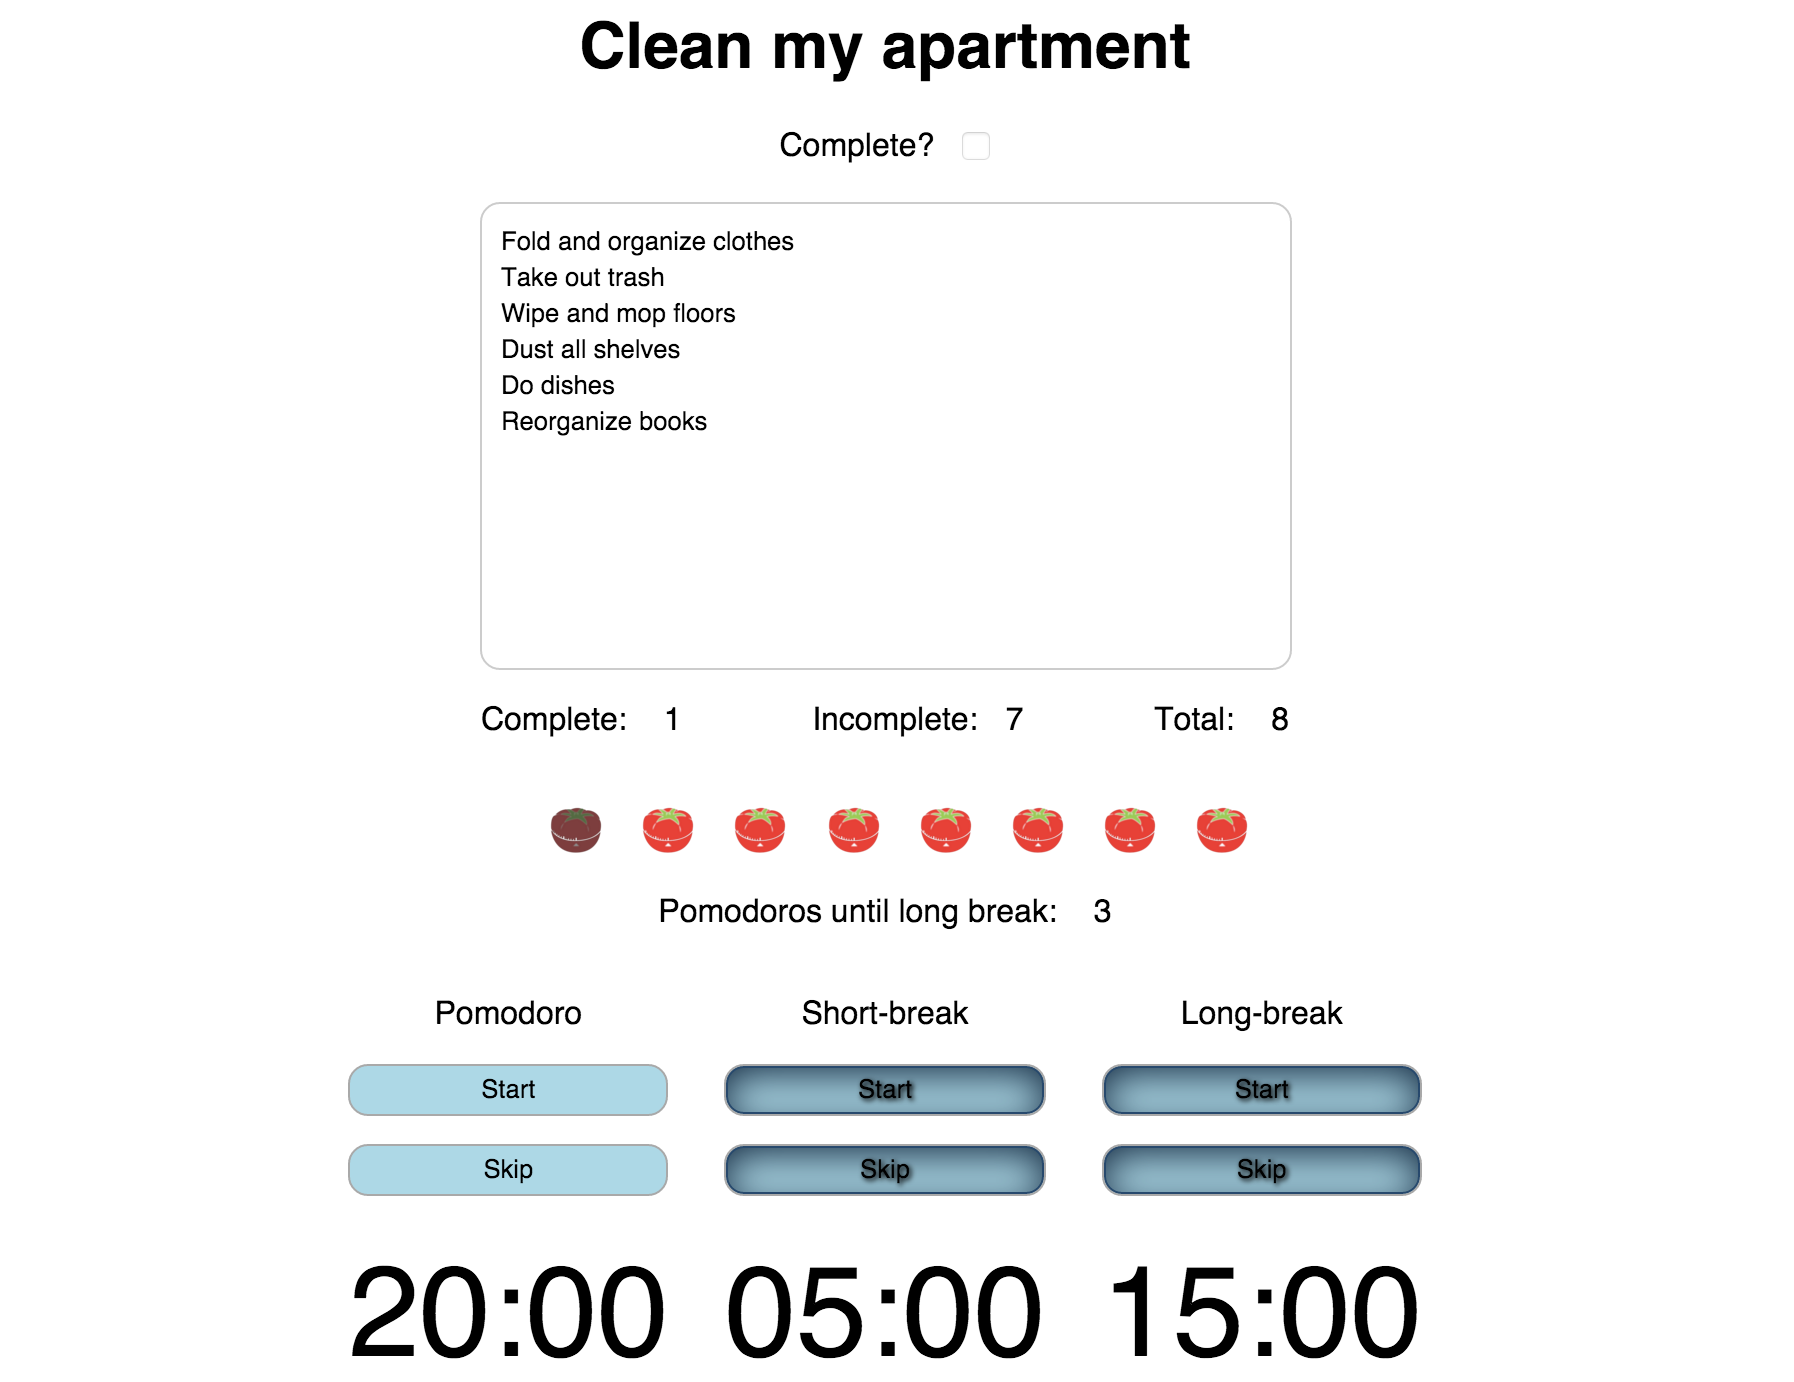 Clean my apartment
Complete?
Fold and organize clothes
Take out trash
Wipe and mop floors
Dust all shelves
Do dishes
Reorganize books
Complete: 1 Incomplete: 7 Total: 8
Pomodoros until long break: 3
Pomodoro Short-break Long-break
Start Start Start
Skip Skip Skip
20:00 05:00 15:00